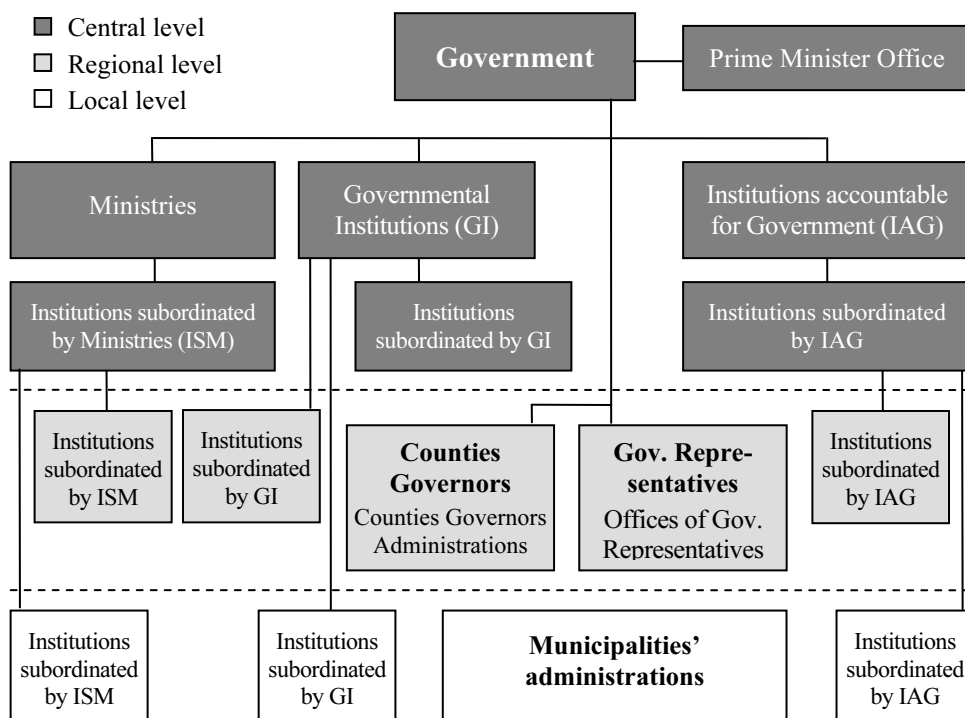 Central level
Regional level
Local level
Government
Prime Minister Office
Ministries
Governmental
Institutions (GI)
Institutions accountable
for Government (IAG)
Institutions subordinated
by Ministries (ISM)
Institutions
subordinated by GI
Institutions subordinated
by IAG
Institutions
subordinated
by ISM
Institutions
subordinated
by GI
Counties
Governors
Counties Governors
Administrations
Gov. Repre-
sentatives
Offices of Gov.
Representatives
Institutions
subordinated
by IAG
Institutions
subordinated
by ISM
Institutions
subordinated
by GI
Municipalities’
administrations
Institutions
subordinated
by IAG